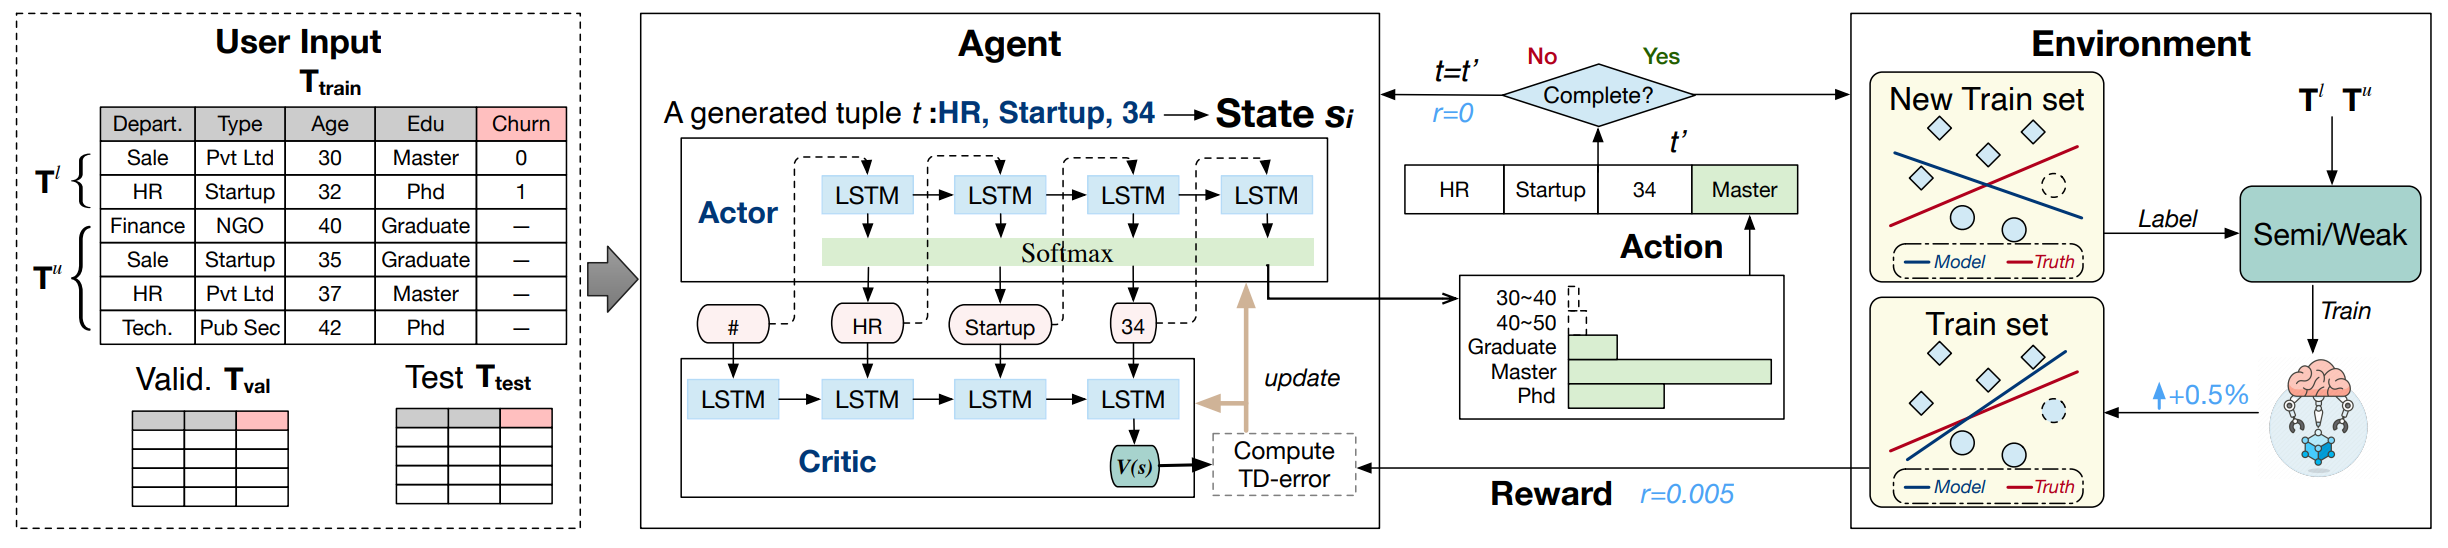 User Input
T train
Depart. Type Age Edu Churn
Sale Pvt Ltd 30 Master 0
HR Startup 32 Phd 1
Finance NGO 40 Graduate —
Sale Startup 35 Graduate —
HR Pvt Ltd 37 Master —
Tech. Pub Sec 42 Phd —
T^l
T^u
Valid. T val
Test T test
Agent
A generated tuple t :HR, Startup, 34 State s_i
Actor
LSTM LSTM LSTM LSTM
Softmax
# HR Startup 34
LSTM LSTM LSTM LSTM
Critic
V(s)
update
Compute
TD-error
No Yes
t=t’
Complete?
r=0
t’
HR Startup 34 Master
Action
30~40
40~50
Graduate
Master
Phd
Reward r=0.005
Environment
New Train set
Model Truth
Label
T^l T^u
Semi/Weak
Train
+0.5%
Train set
Model Truth